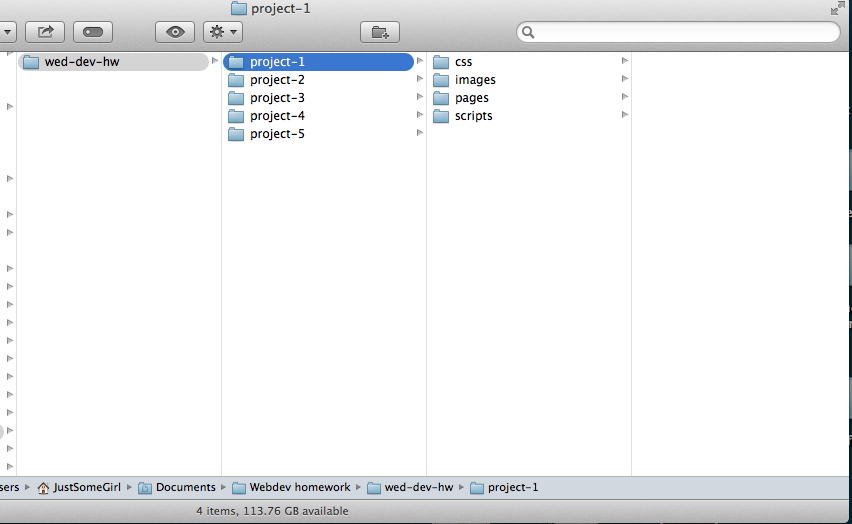 project-1
wed-dev-hw project-1 css
project-2 images
project-3 pages
project-4 scripts
project-5
sers JustSomeGirl Documents Webdev homework wed-dev-hw project-1
4 items, 113.76 GB available